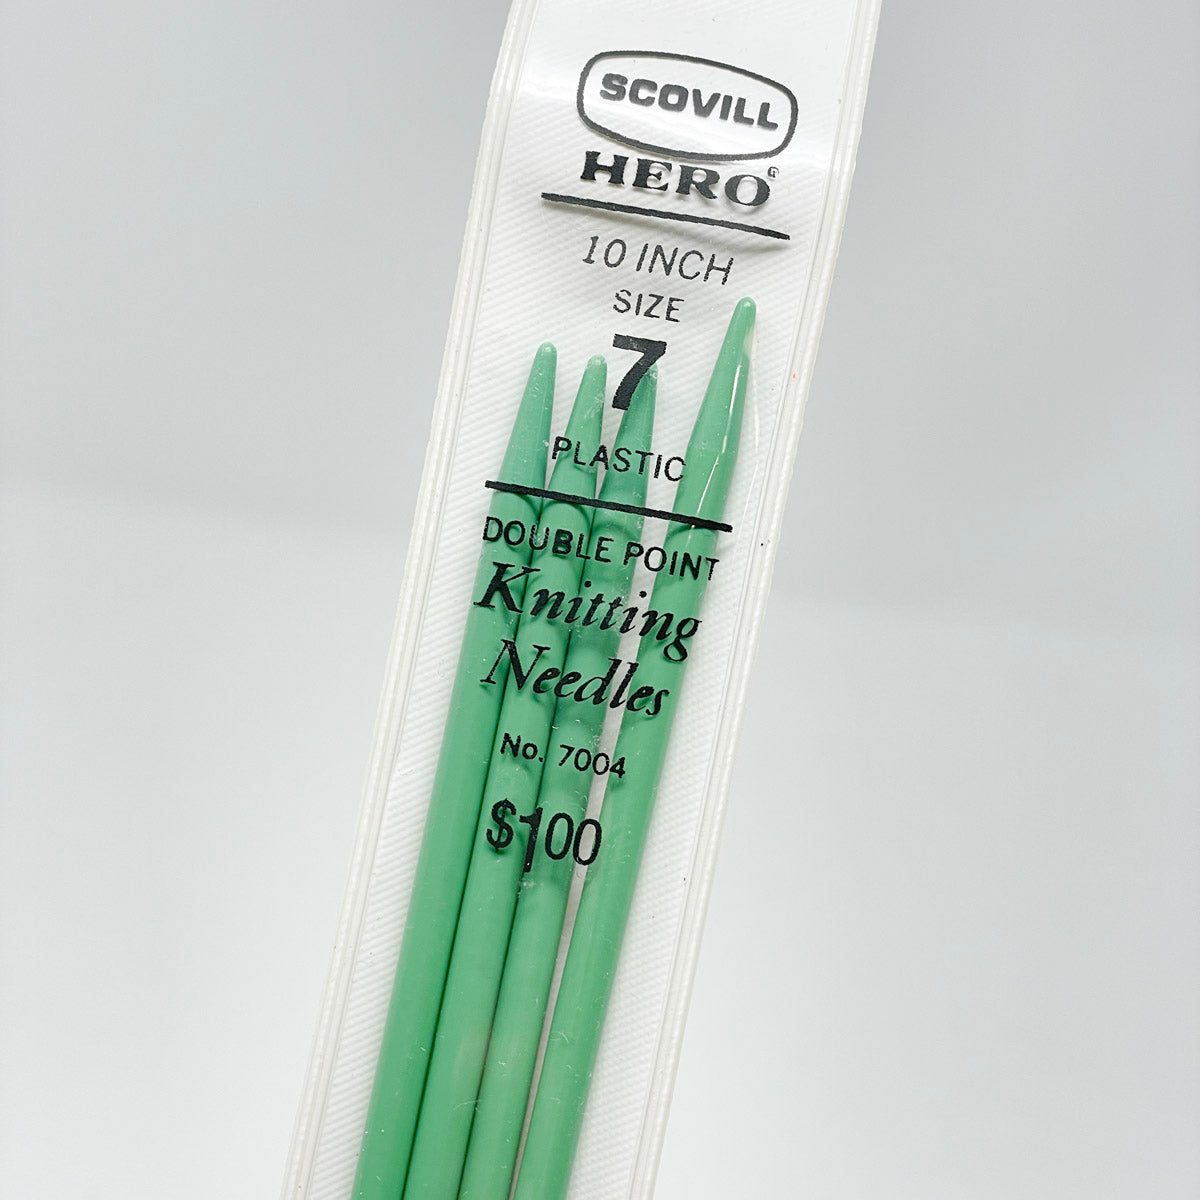 SCOVILL
HERO®
10 INCH
SIZE
7
PLASTIC
DOUBLE POINT
Knitting
Needles
No. 7004
$100